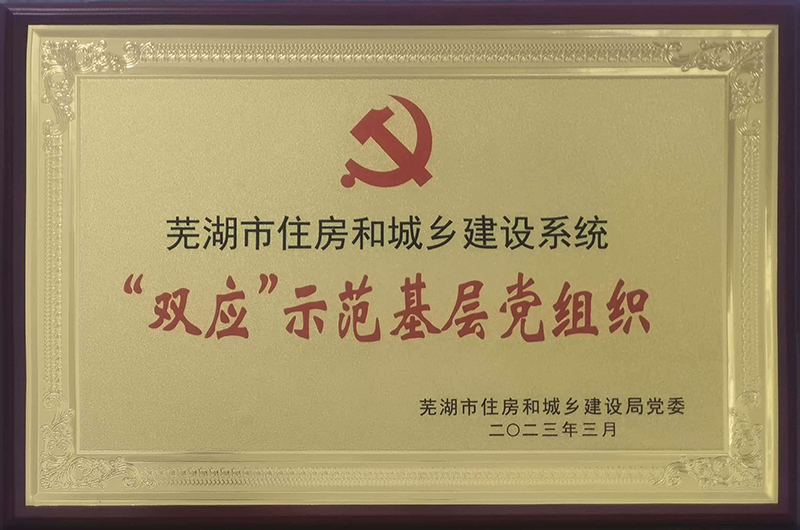 芜湖市住房和城乡建设系统
“双应”示范基层党组织
芜湖市住房和城乡建设局党委
二〇二三年三月